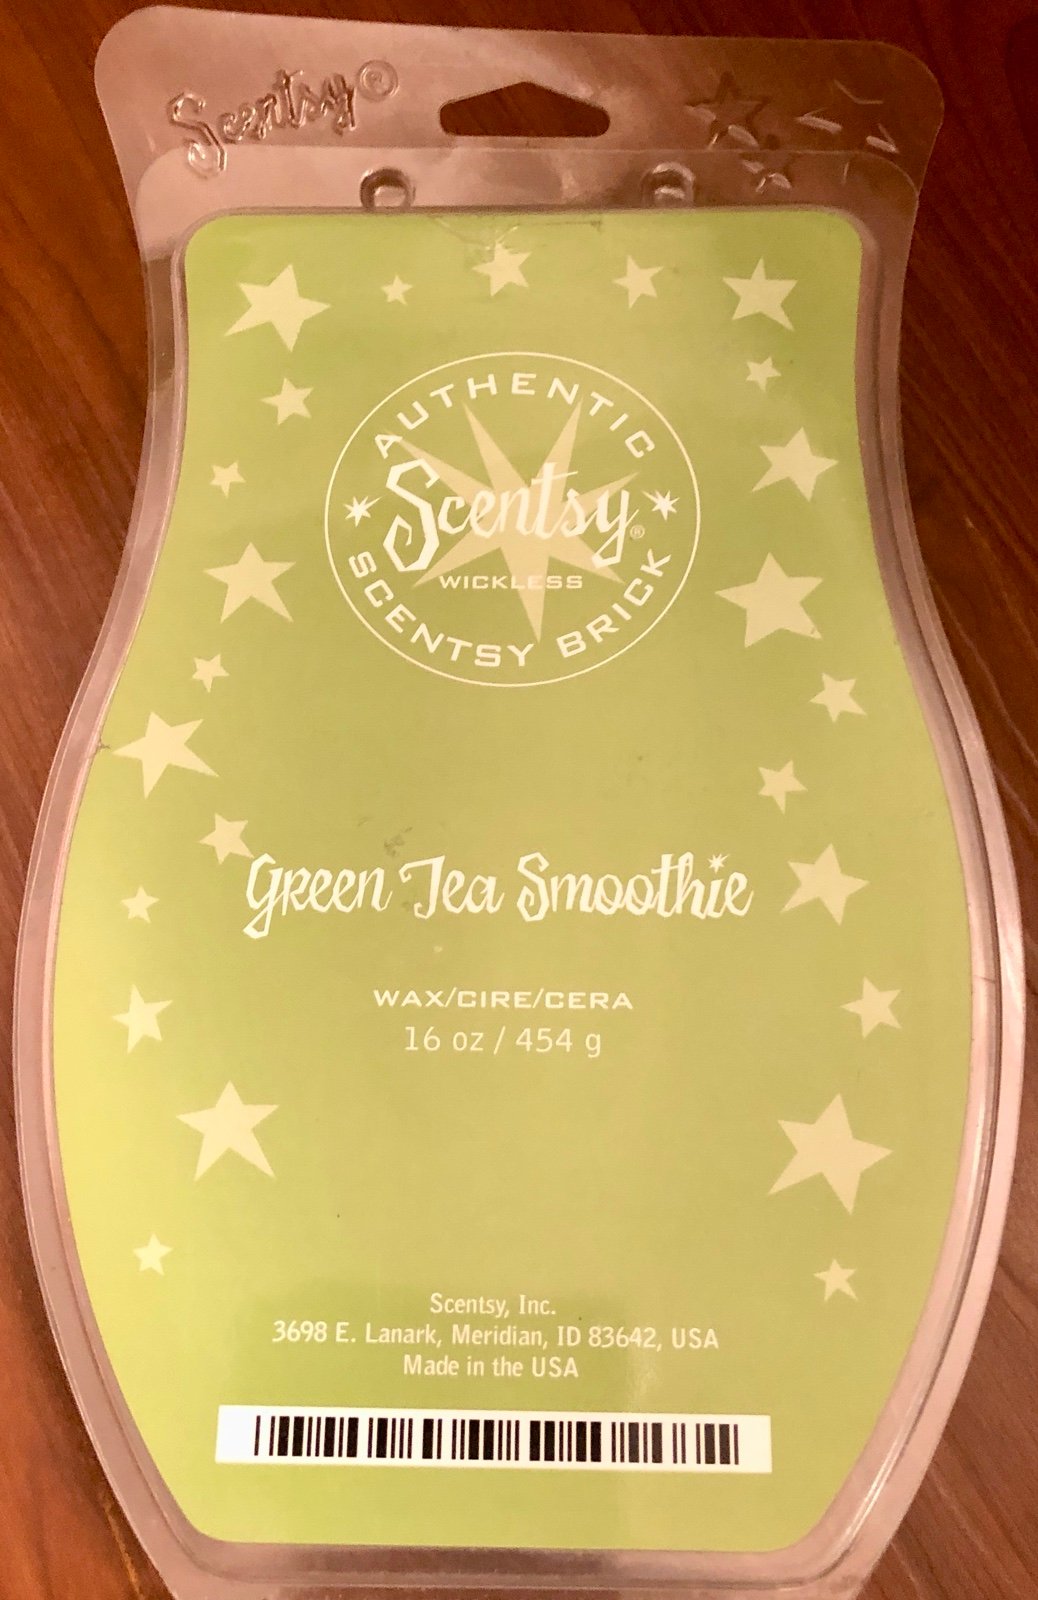 Scentsy®
AUTHENTIC
Scentsy®
WICKLESS
SCENTSY BRICK
Green Tea Smoothie
WAX/CIRE/CERA
16 oz / 454 g
Scentsy, Inc.
3698 E. Lanark, Meridian, ID 83642, USA
Made in the USA